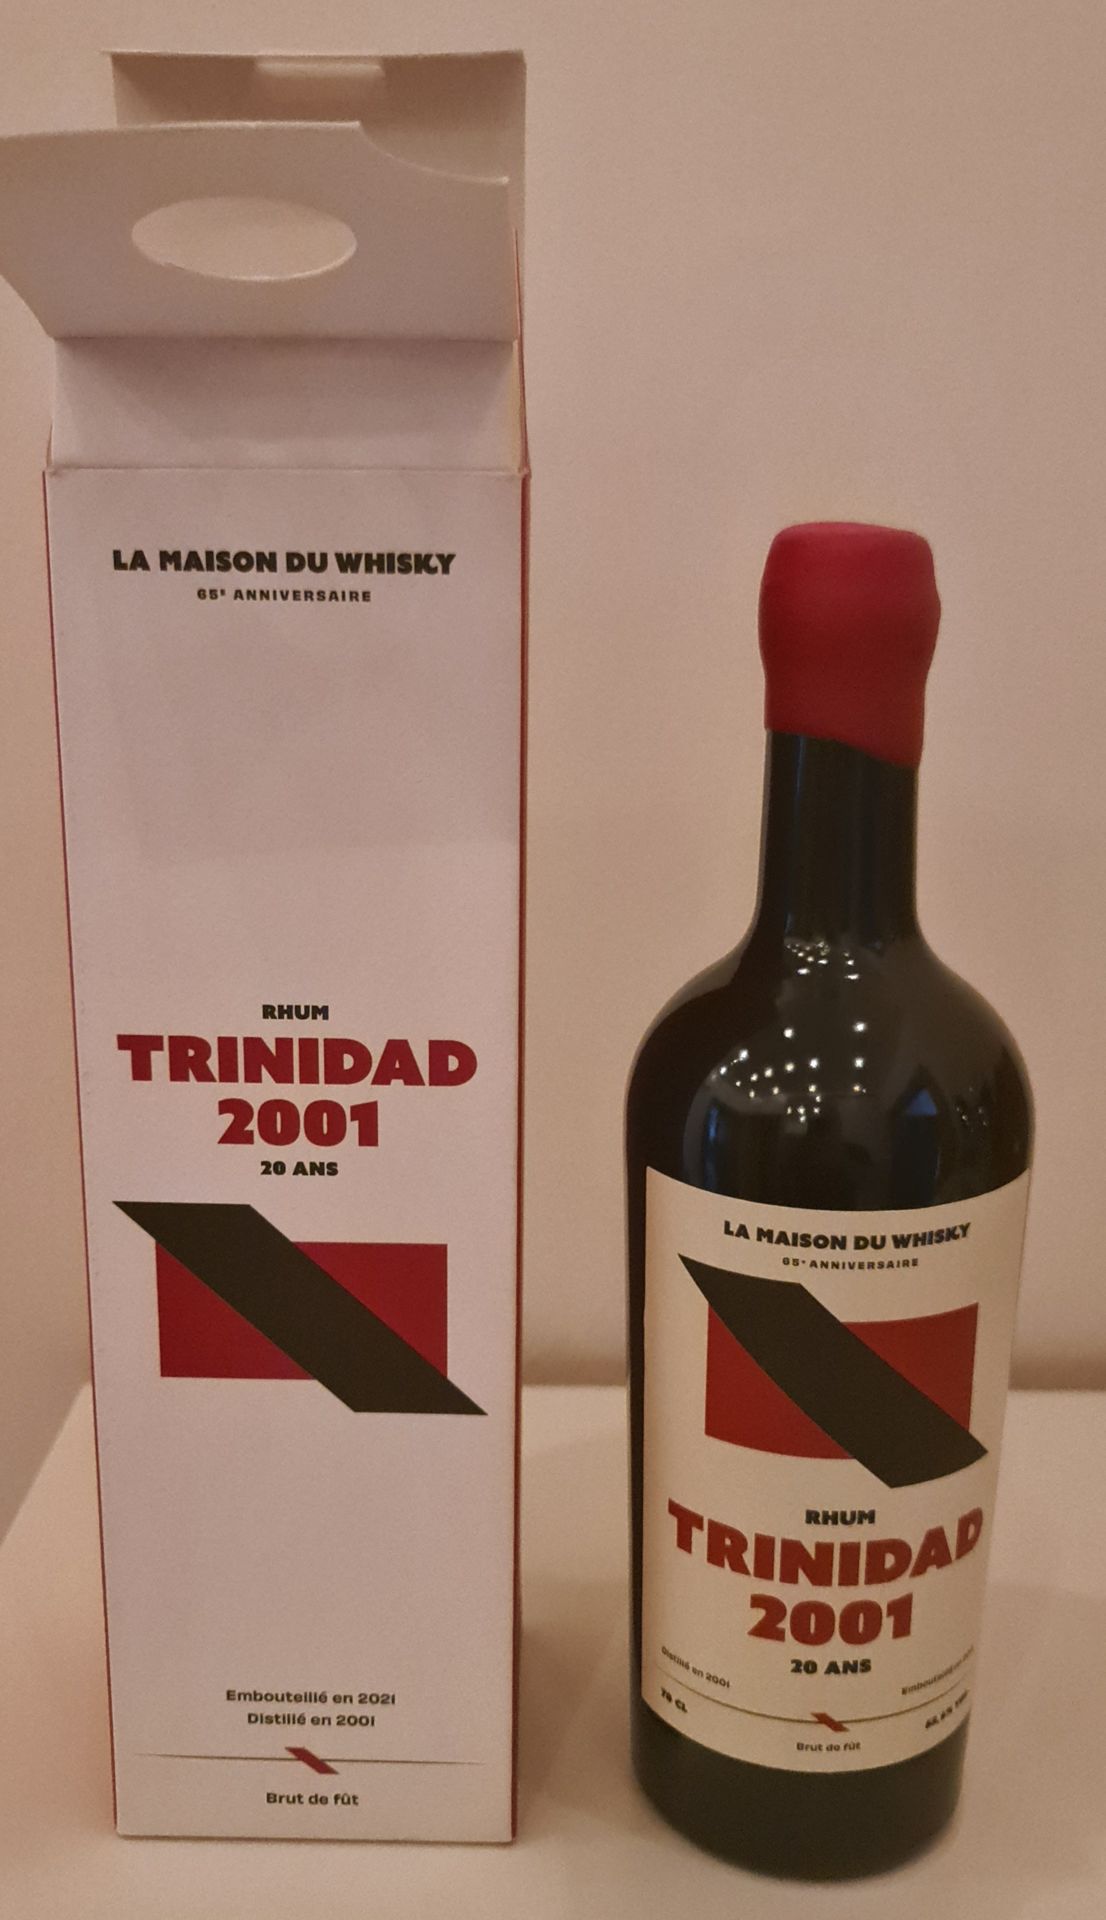 LA MAISON DU WHISKY
65ᵉ ANNIVERSAIRE
RHUM
TRINIDAD
2001
20 ANS
Embouteillé en 2021
Distillé en 2001
Brut de fût
LA MAISON DU WHISKY
65ᵉ ANNIVERSAIRE
RHUM
TRINIDAD
2001
20 ANS
Distillé en 2001
Embouteillé en
70 CL
Brut de fût